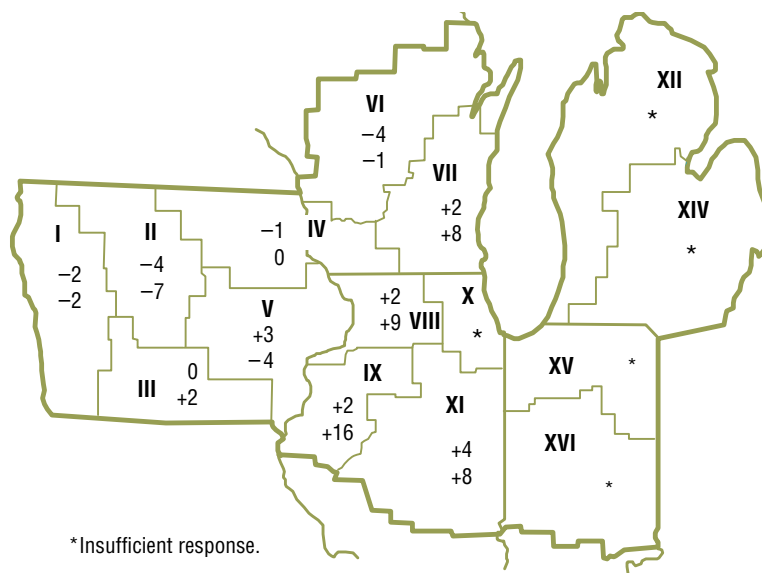 XII
*
VI
−4
−1
VII
+2
+8
XIV
*
I
−2
−2
II
−4
−7
−1
0
IV
V
+3
−4
+2
+9
VIII
X
*
III
0
+2
IX
+2
+16
XI
+4
+8
XV
*
XVI
*
*Insufficient response.